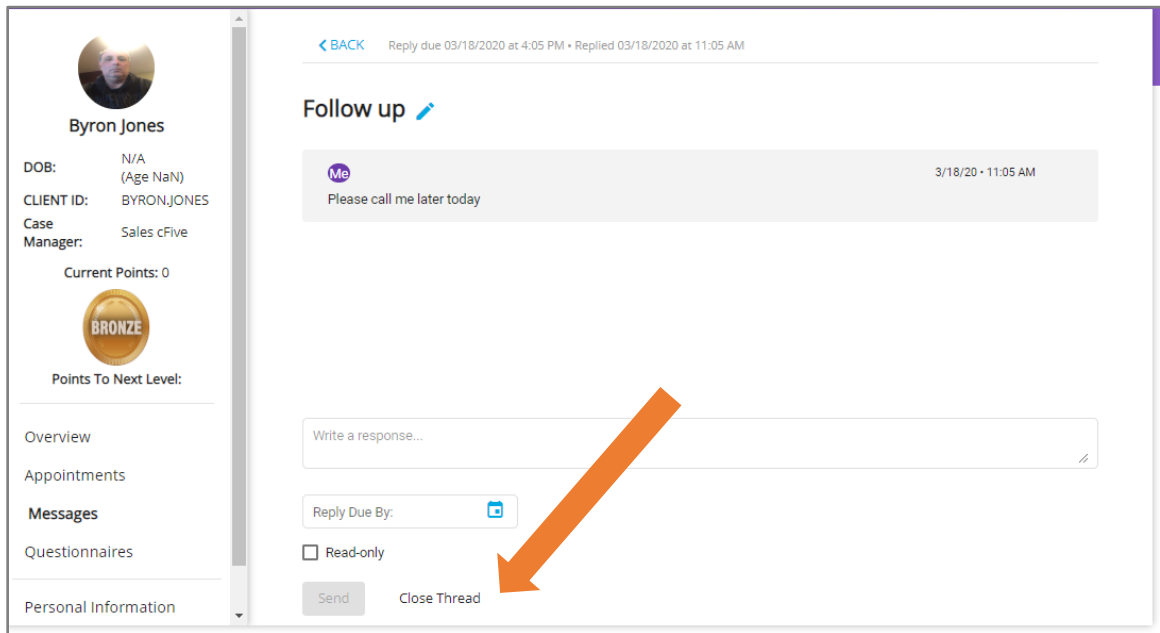 Byron Jones
DOB:
N/A
(Age NaN)
CLIENT ID: BYRON.JONES
Case
Manager:
Sales cFive
Current Points: 0
BRONZE
Points To Next Level:
Overview
Appointments
Messages
Questionnaires
Personal Information
BACK Reply due 03/18/2020 at 4:05 PM • Replied 03/18/2020 at 11:05 AM
Follow up
Me 3/18/20 • 11:05 AM
Please call me later today
Write a response...
Reply Due By:
Read-only
Send Close Thread